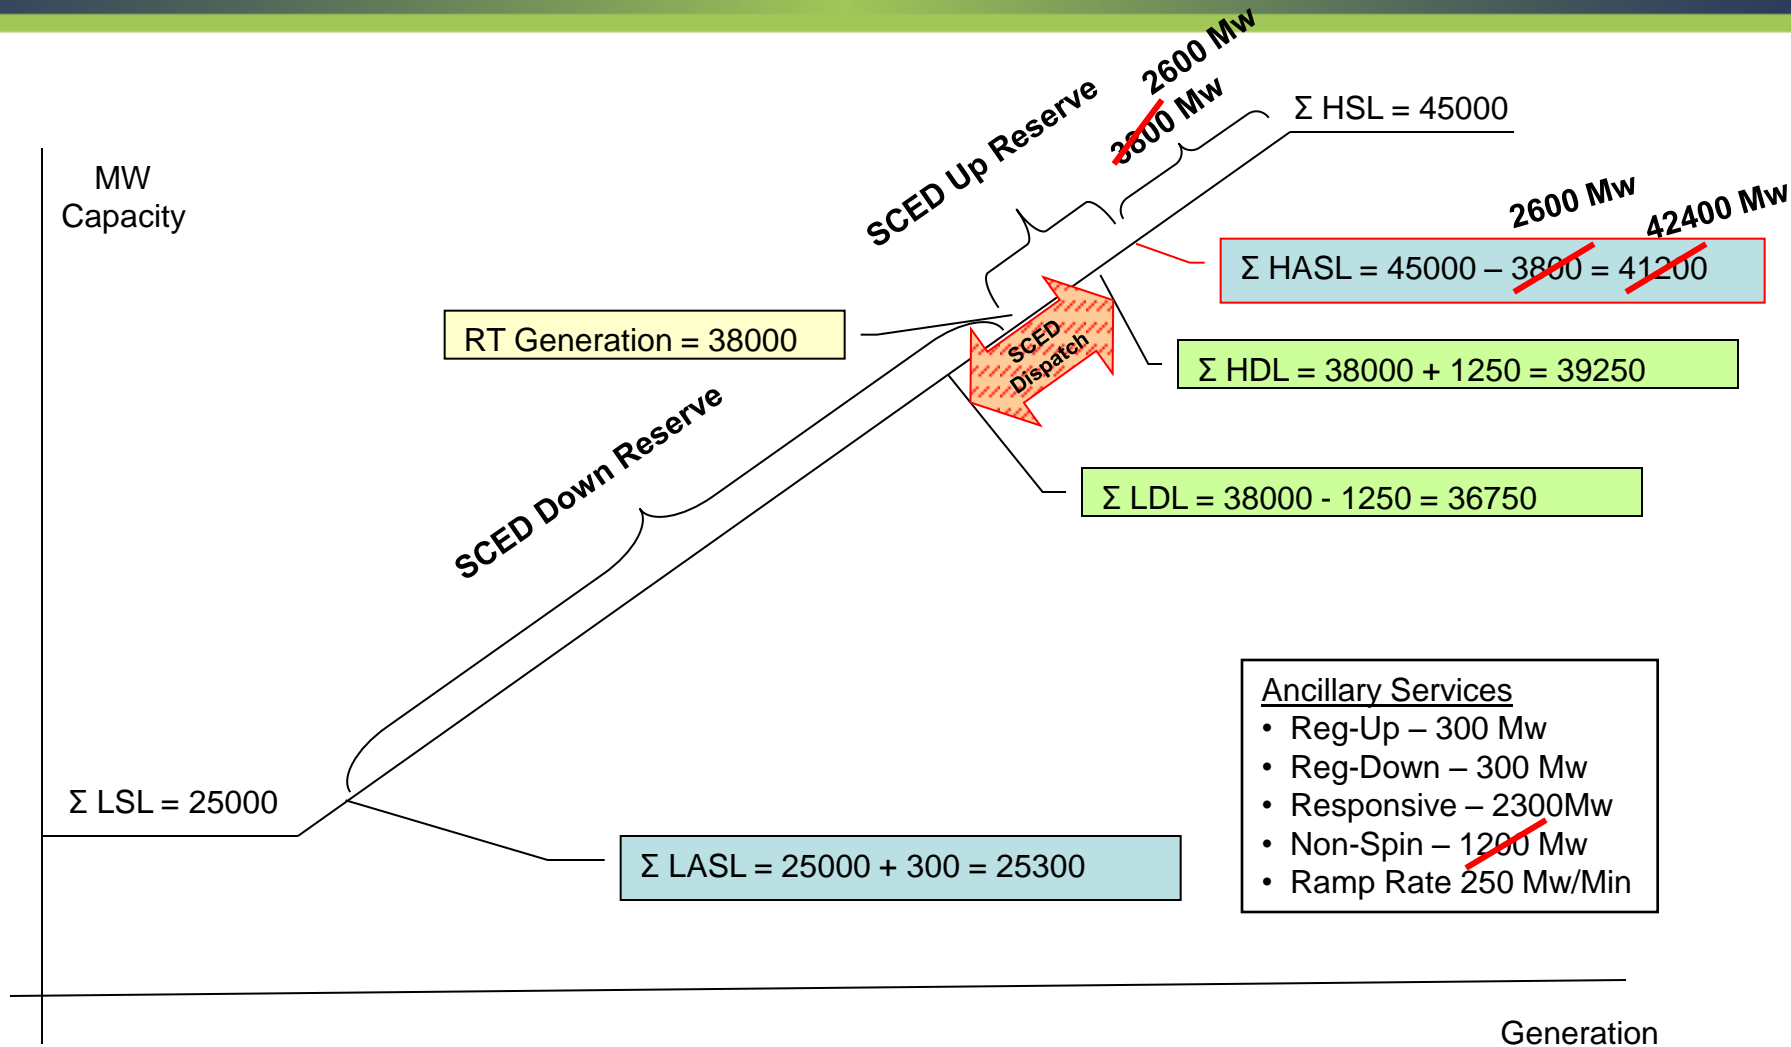 2600 Mw
3800 Mw
SCED Up Reserve
Σ HSL = 45000
MW
Capacity
2600 Mw
42400 Mw
Σ HASL = 45000 – 3800 = 41200
RT Generation = 38000
SCED
Dispatch
Σ HDL = 38000 + 1250 = 39250
SCED Down Reserve
Σ LDL = 38000 - 1250 = 36750
Ancillary Services
• Reg-Up – 300 Mw
• Reg-Down – 300 Mw
• Responsive – 2300Mw
• Non-Spin – 1200 Mw
• Ramp Rate 250 Mw/Min
Σ LSL = 25000
Σ LASL = 25000 + 300 = 25300
Generation